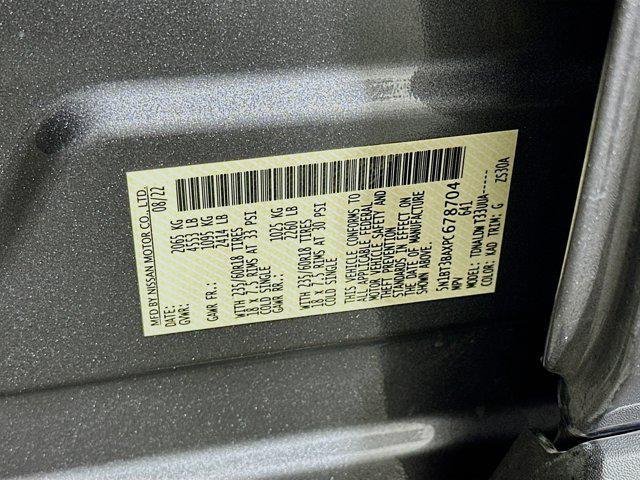 MFD BY NISSAN MOTOR CO., LTD.
DATE: 08/22
GVWR: 2065 KG
4553 LB
GAWR FR.: 1095 KG
2414 LB
WITH 235/60R18 TIRES
18 x 7.5 RIMS AT 33 PSI
COLD SINGLE
GAWR RR.: 1025 KG
2260 LB
WITH 235/60R18 TIRES
18 x 7.5 RIMS AT 30 PSI
COLD SINGLE
THIS VEHICLE CONFORMS TO
ALL APPLICABLE FEDERAL
MOTOR VEHICLE SAFETY AND
THEFT PREVENTION
STANDARDS IN EFFECT ON
THE DATE OF MANUFACTURE
SHOWN ABOVE.
678704
MPV 641
MODEL:
COLOR: KAD TRIM: G ZS30A